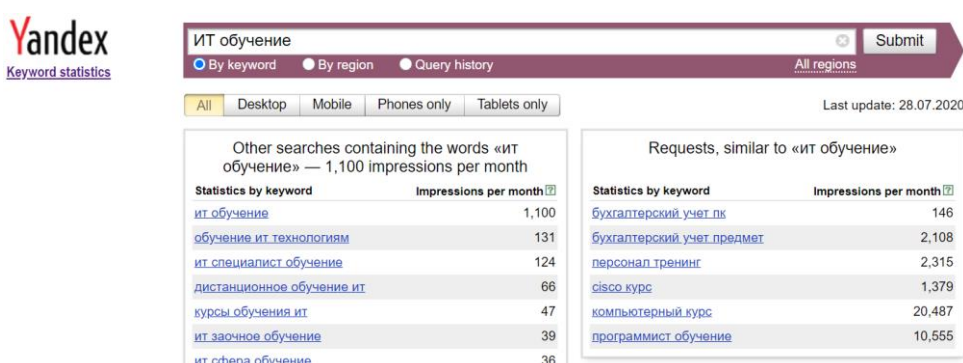 Yandex
Keyword statistics
ИТ обучение
Submit
By keyword By region Query history All regions
All Desktop Mobile Phones only Tablets only
Last update: 28.07.2020
Other searches containing the words «ит
обучение» — 1,100 impressions per month
Statistics by keyword Impressions per month ?
ит обучение 1,100
обучение ит технологиям 131
ит специалист обучение 124
дистанционное обучение ит 66
курсы обучения ит 47
ит заочное обучение 39
ит сфера обучение 36
Requests, similar to «ит обучение»
Statistics by keyword Impressions per month ?
бухгалтерский учет пк 146
бухгалтерский учет предмет 2,108
персонал тренинг 2,315
cisco курс 1,379
компьютерный курс 20,487
программист обучение 10,555